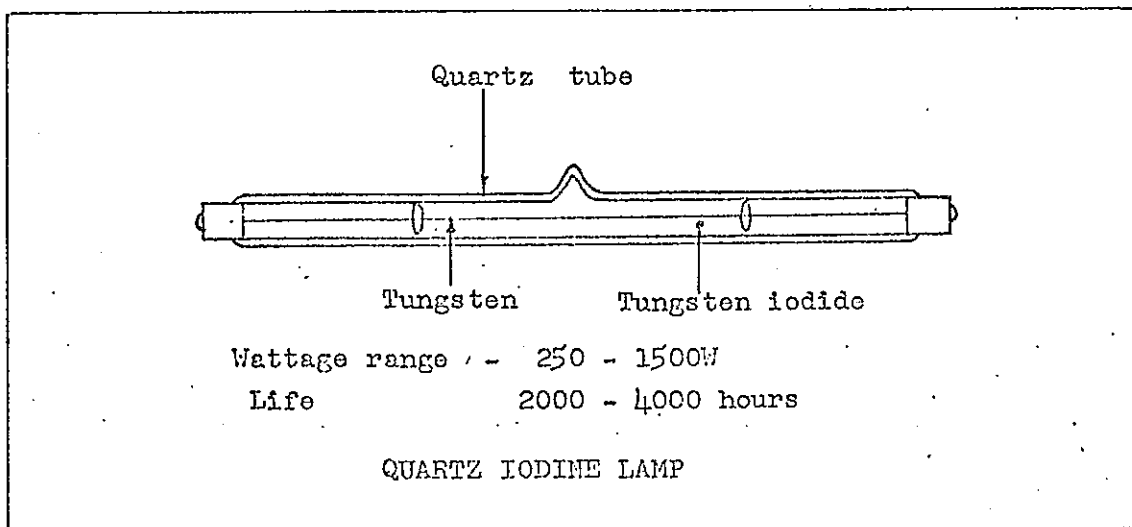 Quartz tube
Tungsten Tungsten iodide
Wattage range - 250 - 1500W
Life 2000 - 4000 hours
QUARTZ IODINE LAMP